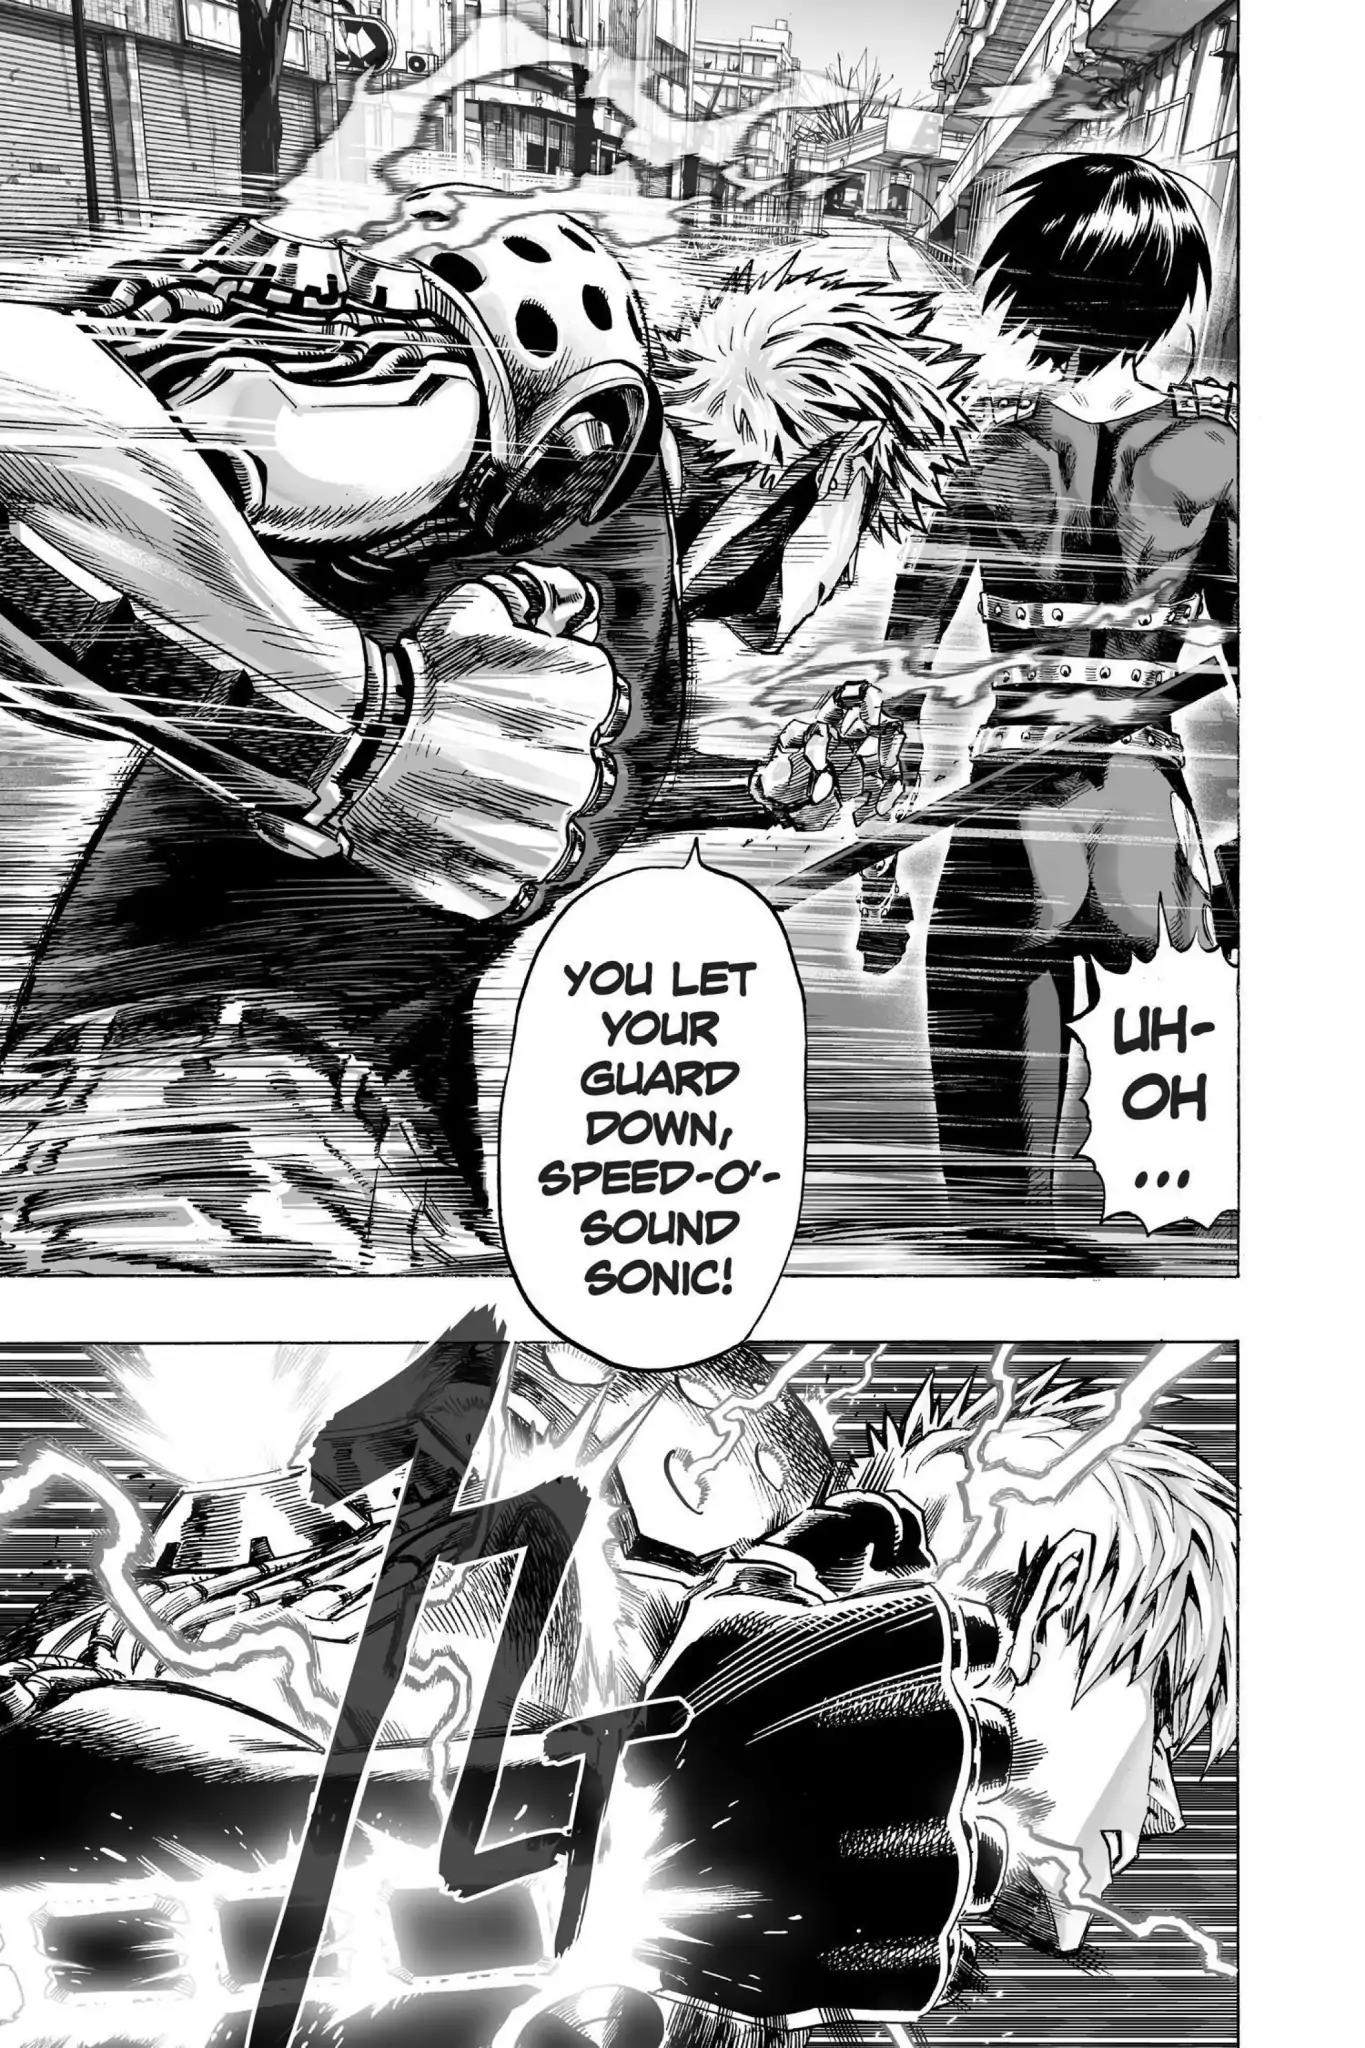 UH-
OH
...
YOU LET
YOUR
GUARD
DOWN,
SPEED-O'-
SOUND
SONIC!